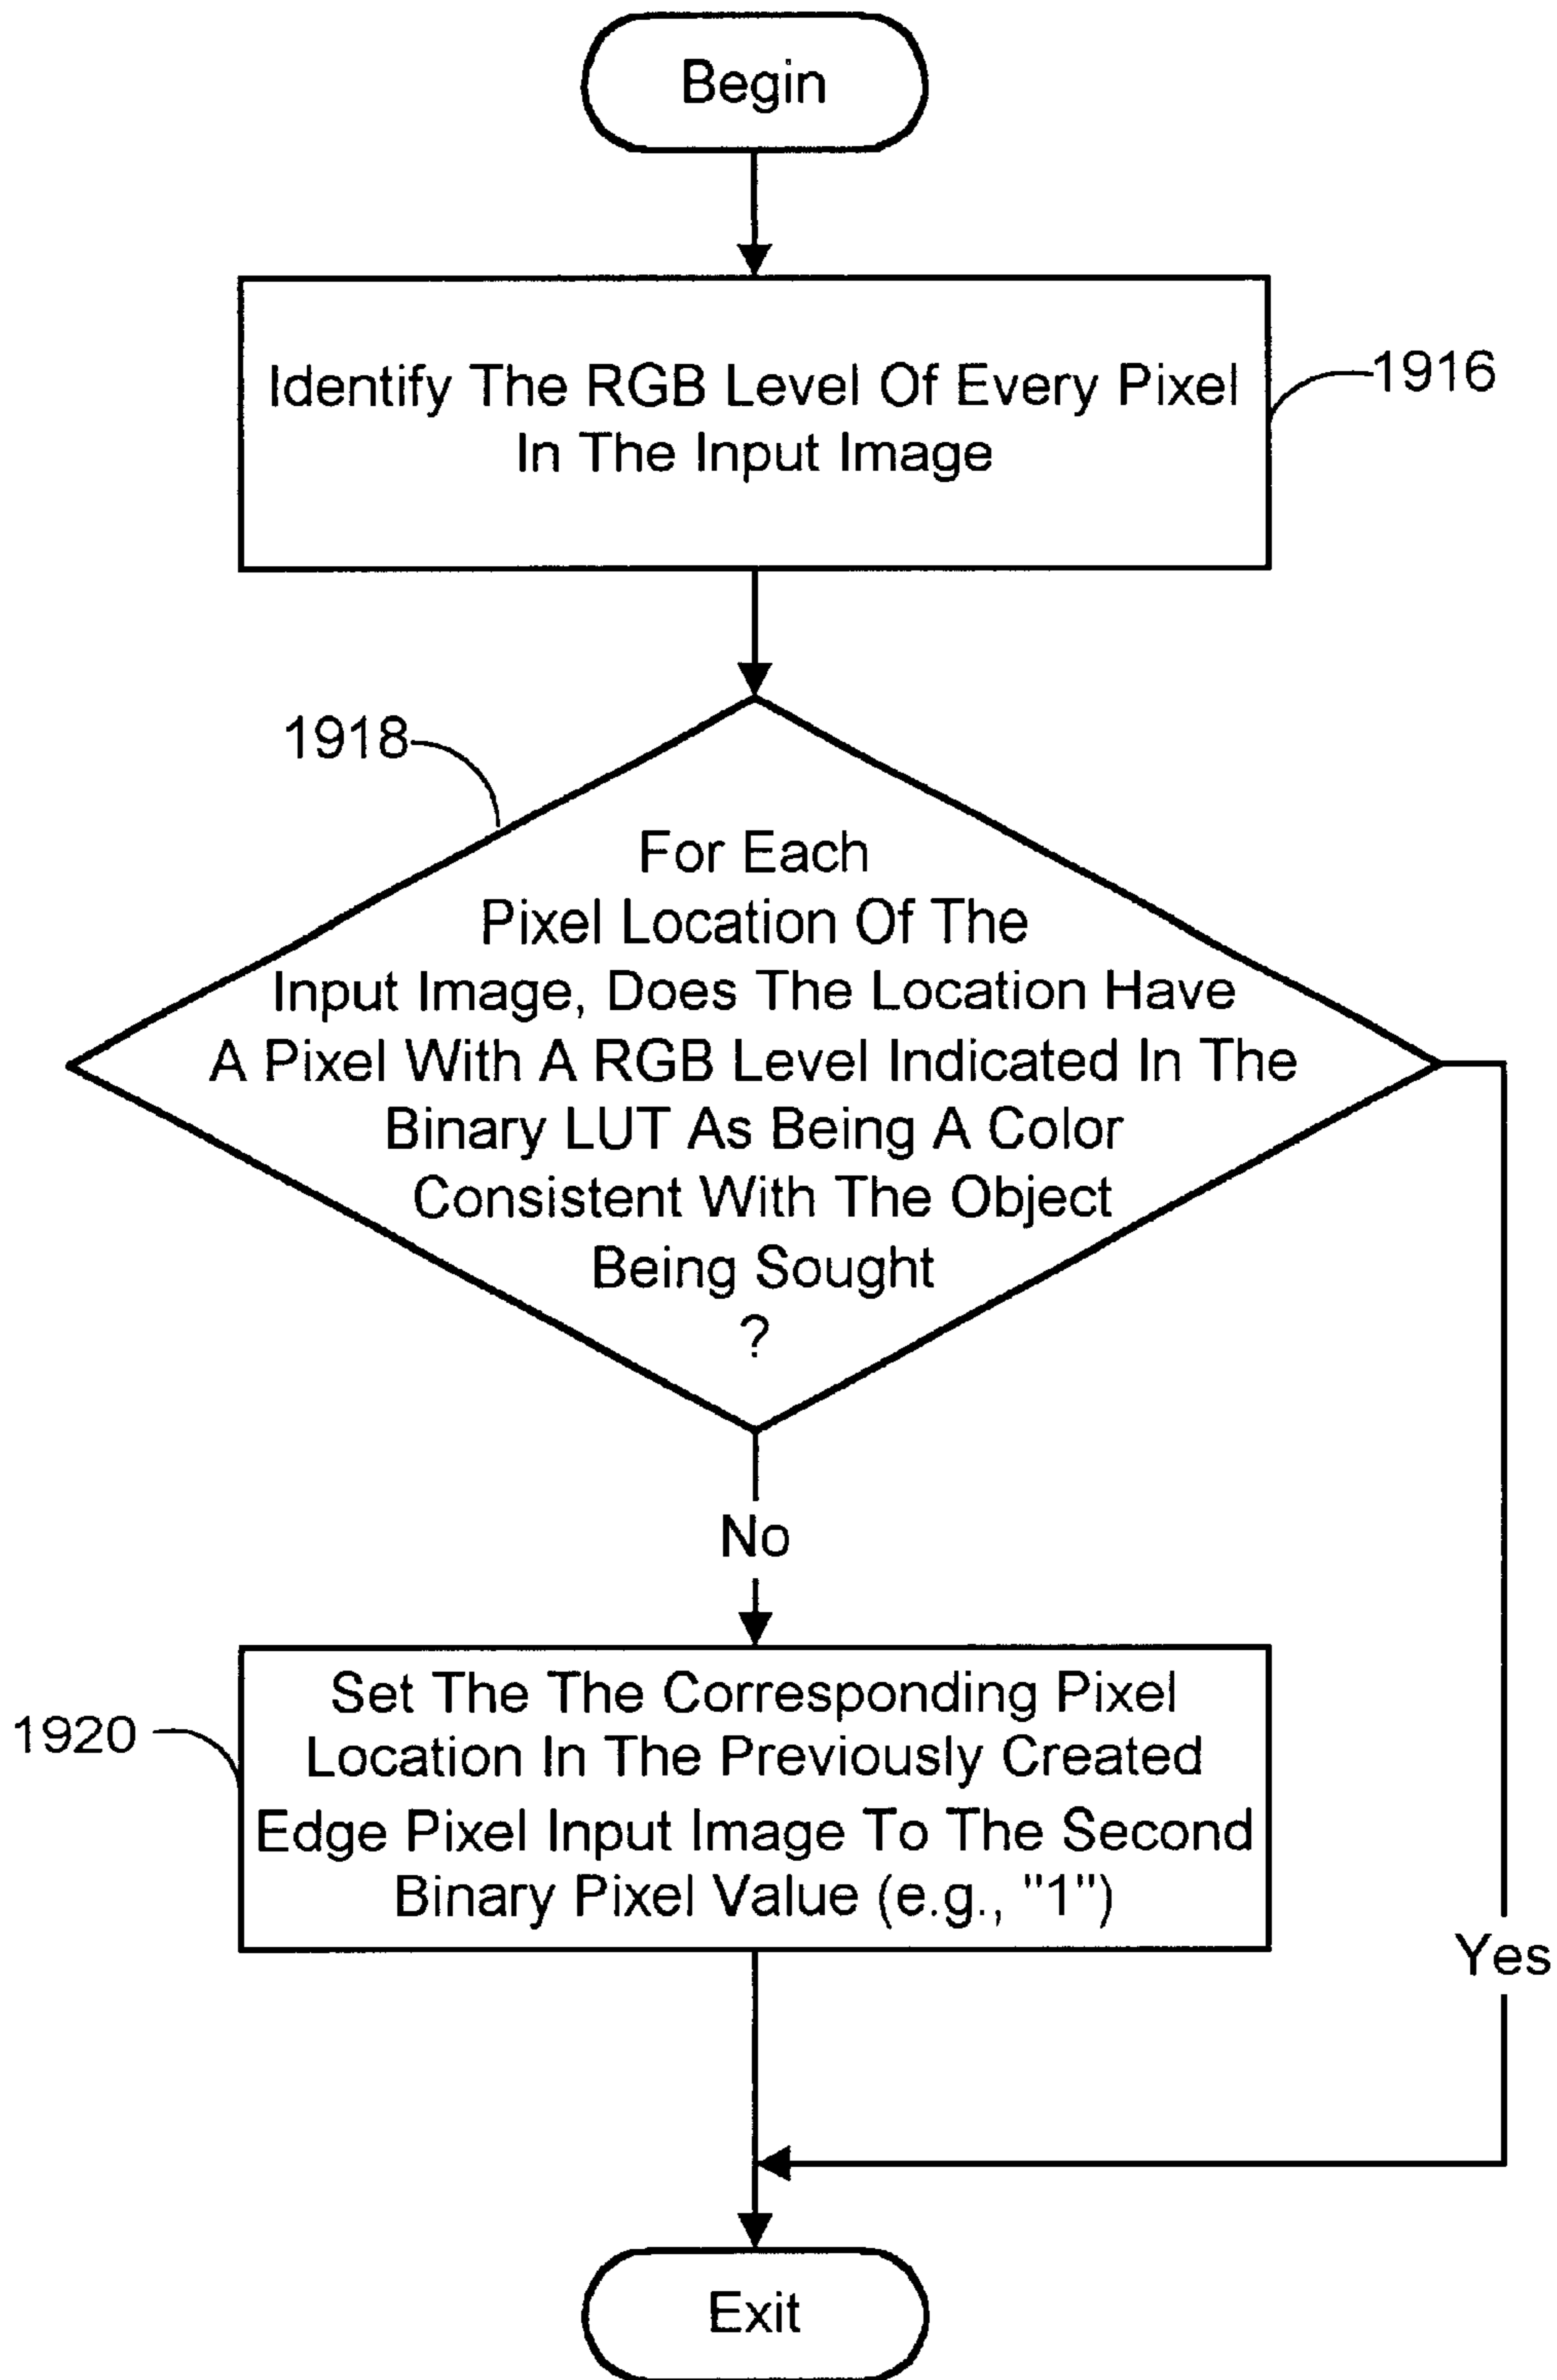 Begin
Identify The RGB Level Of Every Pixel
In The Input Image
1916
1918
For Each
Pixel Location Of The
Input Image, Does The Location Have
A Pixel With A RGB Level Indicated In The
Binary LUT As Being A Color
Consistent With The Object
Being Sought
?
No
Set The The Corresponding Pixel
Location In The Previously Created
Edge Pixel Input Image To The Second
Binary Pixel Value (e.g., "1")
1920
Yes
Exit